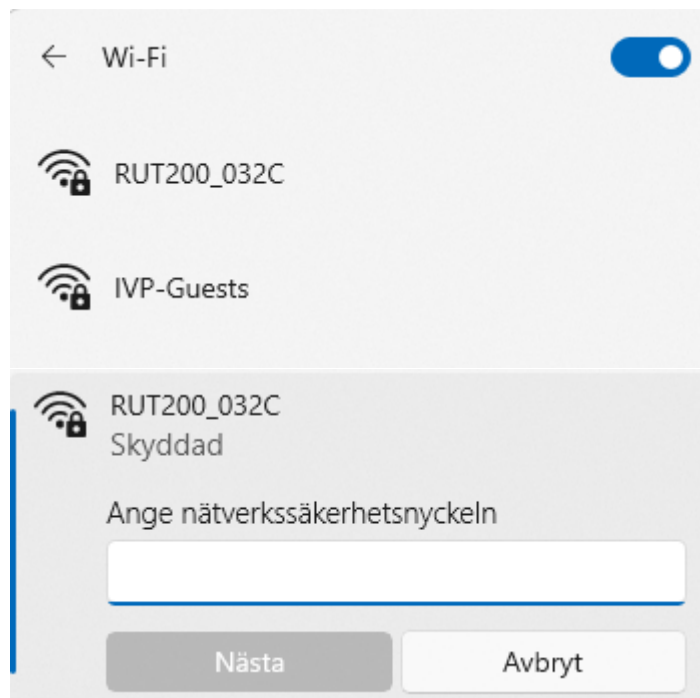 Wi-Fi
RUT200_032C
IVP-Guests
RUT200_032C
Skyddad
Ange nätverkssäkerhetsnyckeln
Nästa
Avbryt